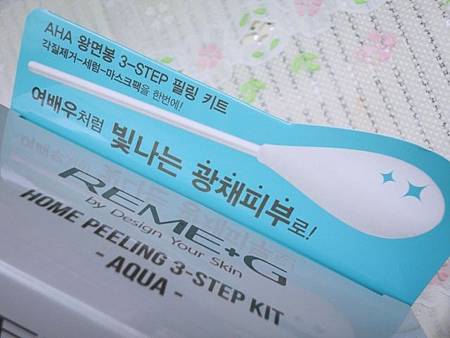 AHA 왕면봉 3-STEP 필링 키트
각질제거-세럼-마스크팩을 한번에!
여배우처럼 빛나는 광채피부로!
REME+G
by Design Your Skin
HOME PEELING 3-STEP KIT
- AQUA -